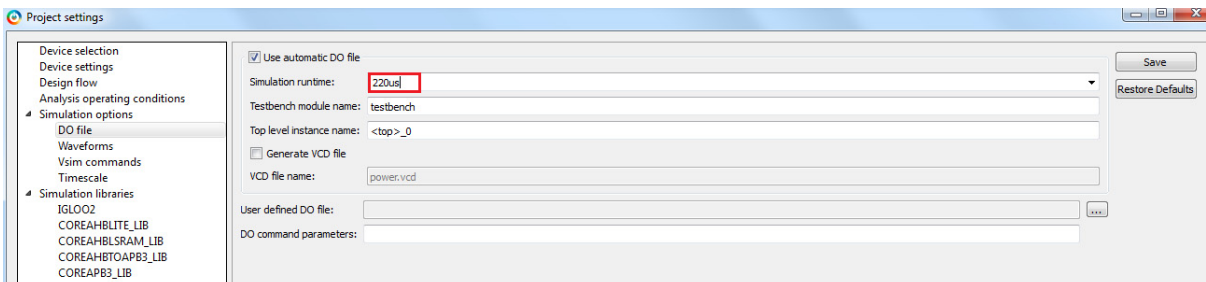 Project settings
Device selection
Device settings
Design flow
Analysis operating conditions
Simulation options
DO file
Waveforms
Vsim commands
Timescale
Simulation libraries
IGLOO2
COREAHBLITE_LIB
COREAHBLSRAM_LIB
COREAHBTOAPB3_LIB
COREAPB3_LIB
Use automatic DO file
Simulation runtime: 220us
Testbench module name: testbench
Top level instance name: <top>_0
Generate VCD file
VCD file name: power.vcd
User defined DO file: ...
DO command parameters:
Save
Restore Defaults